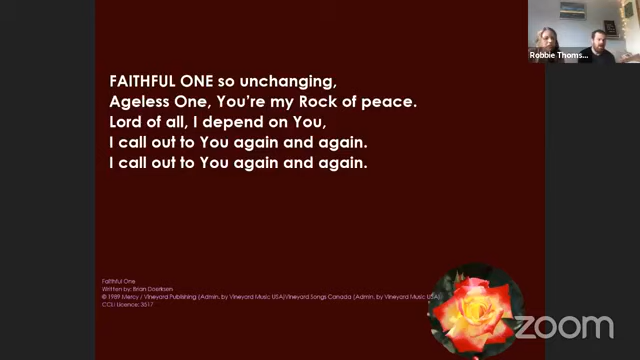 Robbie Thoms...
FAITHFUL ONE so unchanging,
Ageless One, You're my Rock of peace.
Lord of all, I depend on You,
I call out to You again and again.
I call out to You again and again.
Faithful One
Written by: Brian Doerksen
© 1989 Mercy / Vineyard Publishing (Admin. by Vineyard Music USA)Vineyard Songs Canada (Admin. by Vineyard Music USA)
CCLI Licence: 3517
zoom